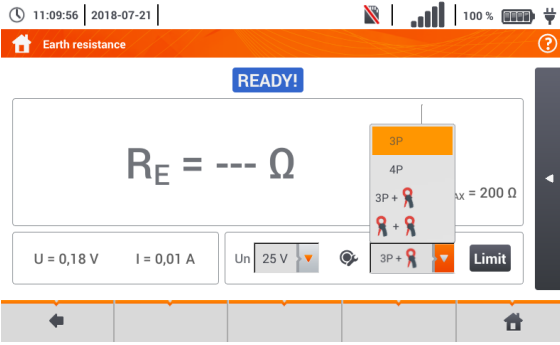 11:09:56 2018-07-21 100 %
Earth resistance ?
READY!
3P
RE = --- Ω
4P
3P +
= 200 Ω
+
U = 0,18 V I = 0,01 A Un 25 V 3P + Limit